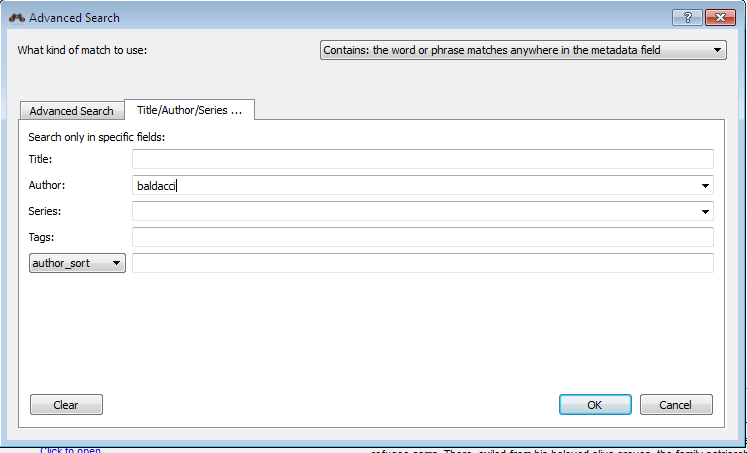 Advanced Search
What kind of match to use: Contains: the word or phrase matches anywhere in the metadata field
Advanced Search Title/Author/Series ...
Search only in specific fields:
Title:
Author: baldacci
Series:
Tags:
author_sort
Clear OK Cancel
Click to open